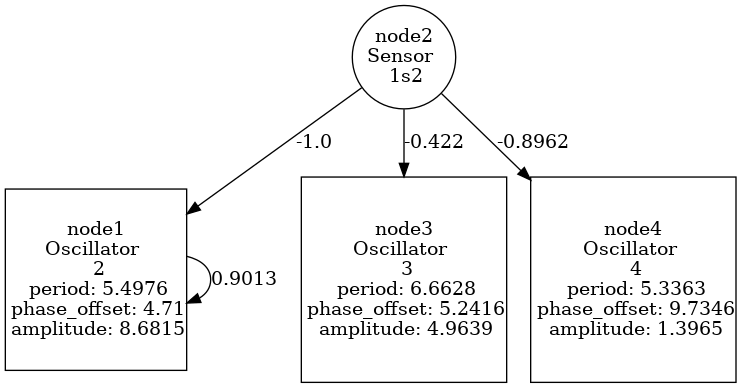 node2
Sensor
1s2
-1.0
-0.422
-0.8962
node1
Oscillator
2
period: 5.4976
phase_offset: 4.71
amplitude: 8.6815
0.9013
node3
Oscillator
3
period: 6.6628
phase_offset: 5.2416
amplitude: 4.9639
node4
Oscillator
4
period: 5.3363
phase_offset: 9.7346
amplitude: 1.3965